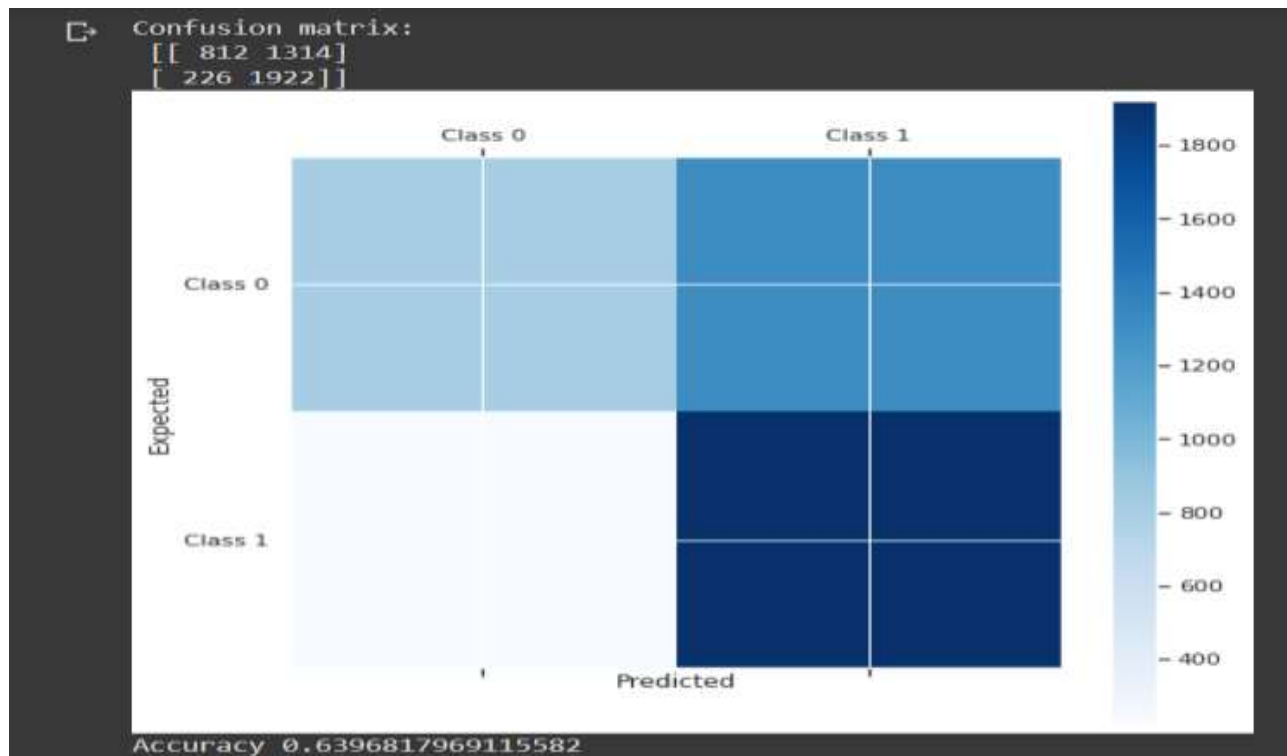 Confusion matrix:
[[ 812 1314]
[ 226 1922]]
Class 0 Class 1
1800
1600
1400
1200
1000
800
600
400
Class 0
Expected
Class 1
Predicted
Accuracy 0.6396817969115582